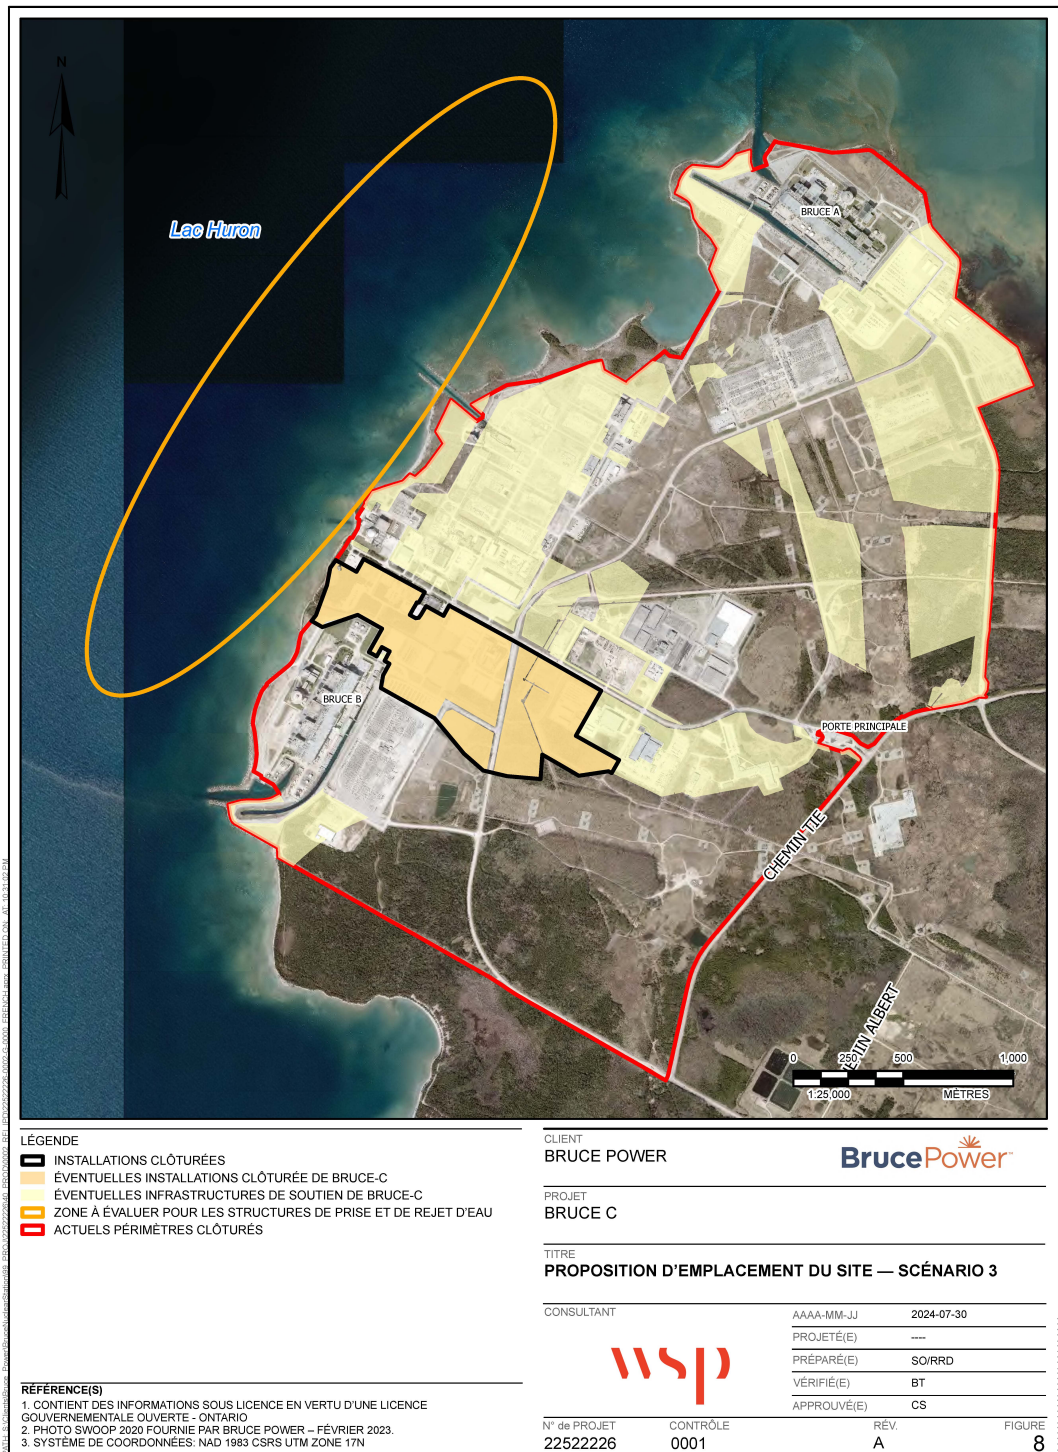 N
Lac Huron
BRUCE A
BRUCE B
PORTE PRINCIPALE
CHEMIN TIE
ALBERT
0 250 500 1,000
1:25,000 MÈTRES
LÉGENDE
INSTALLATIONS CLÔTURÉES
ÉVENTUELLES INSTALLATIONS CLÔTURÉE DE BRUCE-C
ÉVENTUELLES INFRASTRUCTURES DE SOUTIEN DE BRUCE-C
ZONE À ÉVALUER POUR LES STRUCTURES DE PRISE ET DE REJET D'EAU
ACTUELS PÉRIMÈTRES CLÔTURÉS
RÉFÉRENCE(S)
1. CONTIENT DES INFORMATIONS SOUS LICENCE EN VERTU D'UNE LICENCE
GOUVERNEMENTALE OUVERTE - ONTARIO
2. PHOTO SWOOP 2020 FOURNIE PAR BRUCE POWER – FÉVRIER 2023.
3. SYSTÈME DE COORDONNÉES: NAD 1983 CSRS UTM ZONE 17N
CLIENT
BRUCE POWER
BrucePower™
PROJET
BRUCE C
TITRE
PROPOSITION D'EMPLACEMENT DU SITE — SCÉNARIO 3
CONSULTANT
wsp
AAAA-MM-JJ 2024-07-30
PROJETÉ(E) ----
PRÉPARÉ(E) SO/RRD
VÉRIFIÉ(E) BT
APPROUVÉ(E) CS
N° de PROJET CONTRÔLE RÉV. FIGURE
22522226 0001 A 8